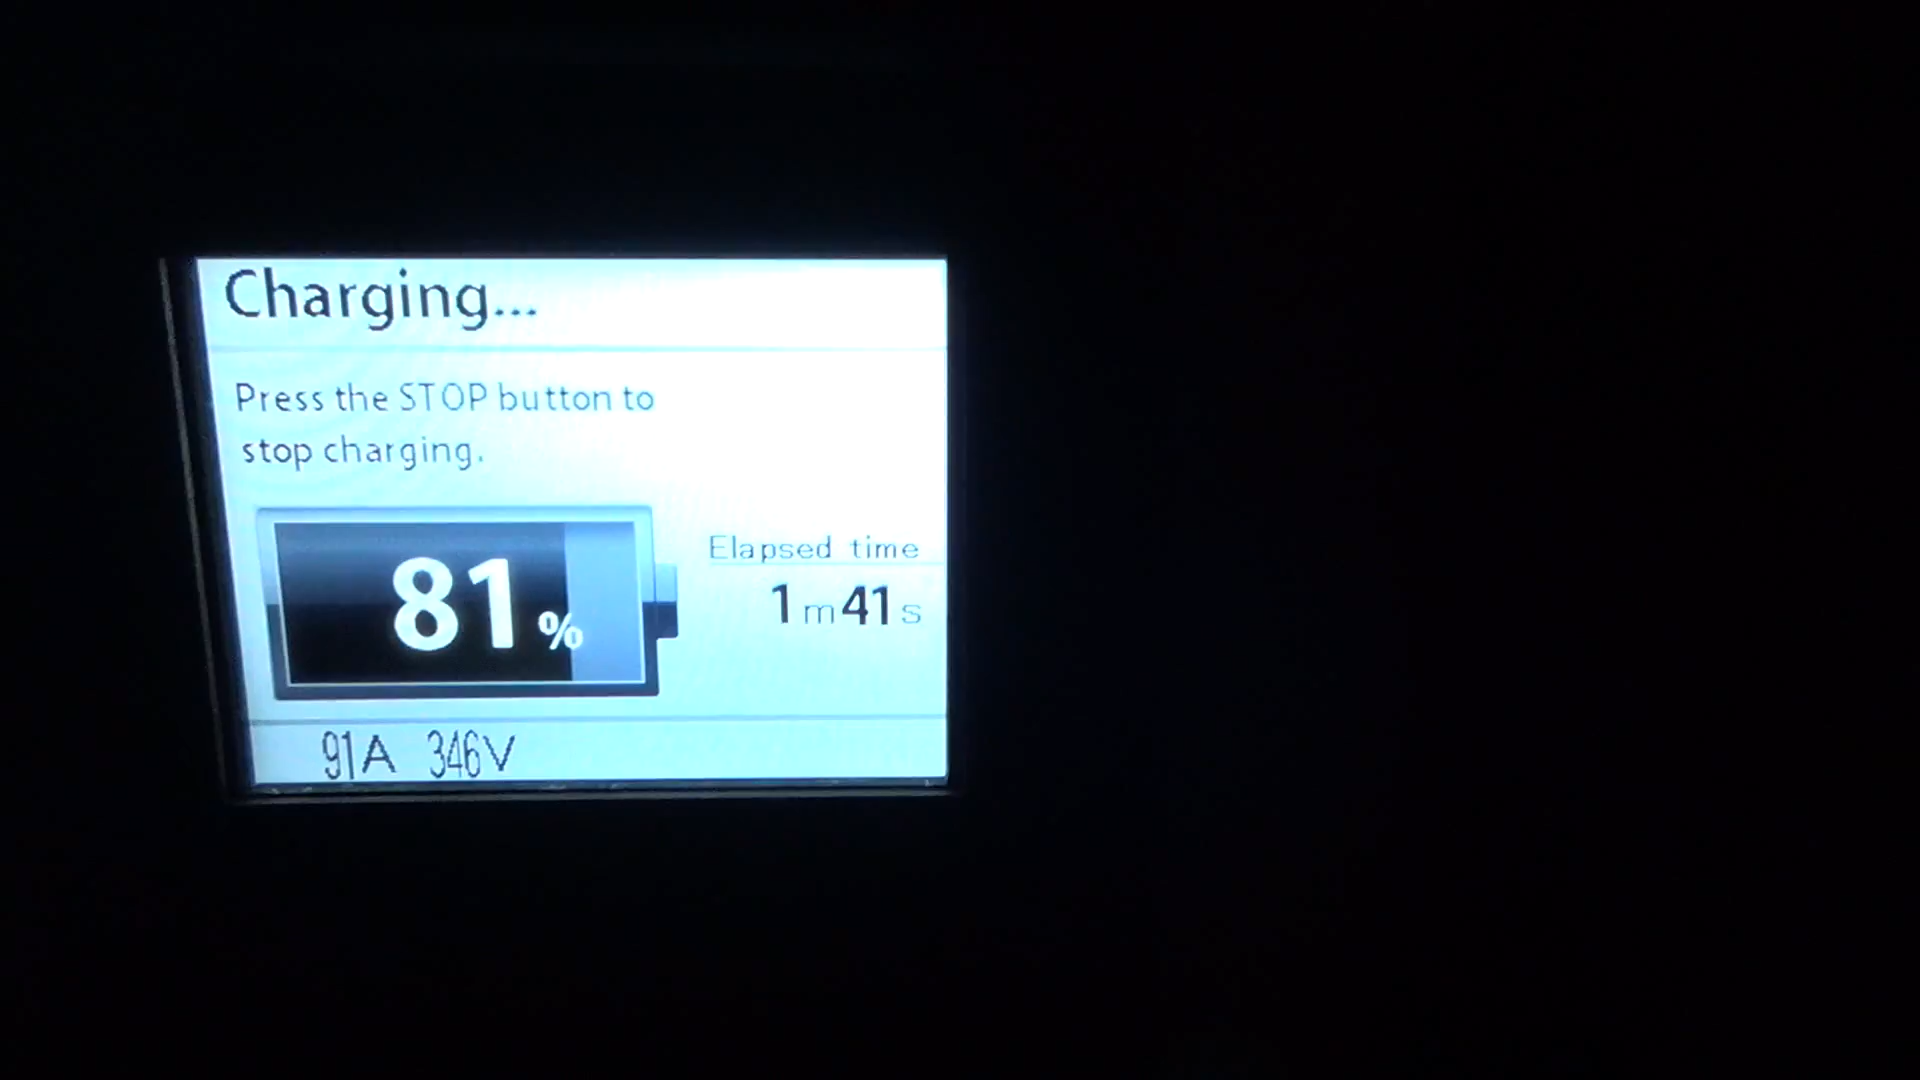 Charging...
Press the STOP button to
stop charging.
81%
Elapsed time
1m41s
91A 346V